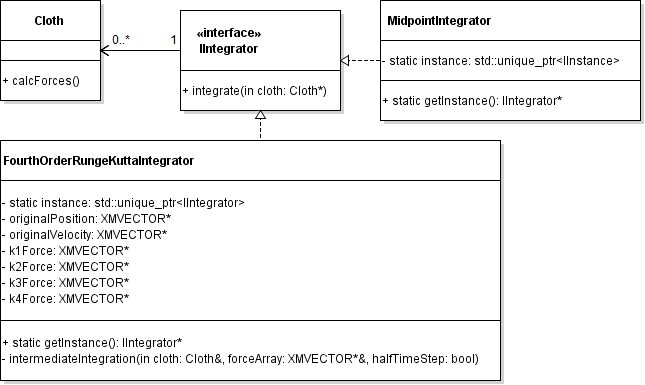 Cloth
+ calcForces()
0..*
1
«interface»
IIntegrator
+ integrate(in cloth: Cloth*)
MidpointIntegrator
- static instance: std::unique_ptr<IInstance>
+ static getInstance(): IIntegrator*
FourthOrderRungeKuttaIntegrator
- static instance: std::unique_ptr<IIntegrator>
- originalPosition: XMVECTOR*
- originalVelocity: XMVECTOR*
- k1Force: XMVECTOR*
- k2Force: XMVECTOR*
- k3Force: XMVECTOR*
- k4Force: XMVECTOR*
+ static getInstance(): IIntegrator*
- intermediateIntegration(in cloth: Cloth&, forceArray: XMVECTOR*&, halfTimeStep: bool)